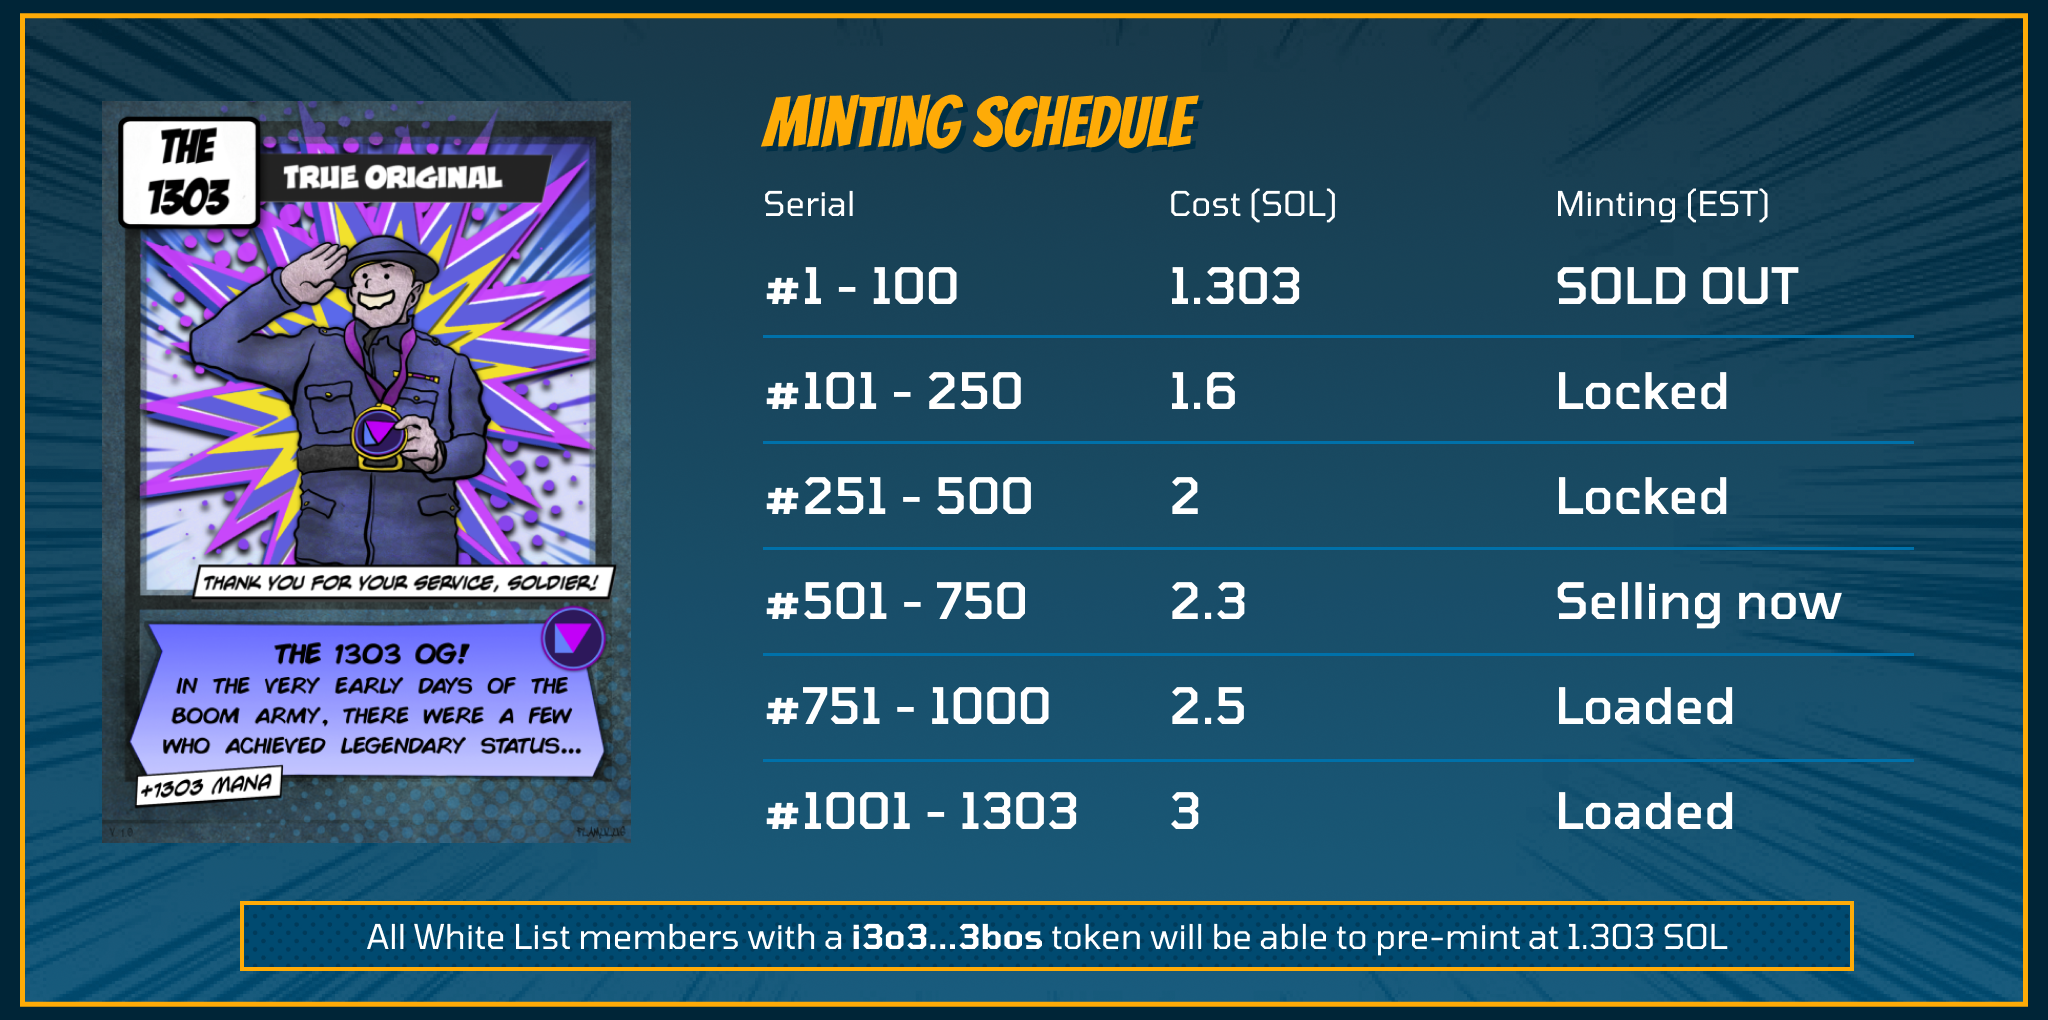 THE
1303
TRUE ORIGINAL
THANK YOU FOR YOUR SERVICE, SOLDIER!
THE 1303 OG!
IN THE VERY EARLY DAYS OF THE
BOOM ARMY, THERE WERE A FEW
WHO ACHIEVED LEGENDARY STATUS...
+1303 MANA
V 1.0
MINTING SCHEDULE
Serial Cost (SOL) Minting (EST)
#1 - 100 1.303 SOLD OUT
#101 - 250 1.6 Locked
#251 - 500 2 Locked
#501 - 750 2.3 Selling now
#751 - 1000 2.5 Loaded
#1001 - 1303 3 Loaded
All White List members with a i3o3...3bos token will be able to pre-mint at 1.303 SOL